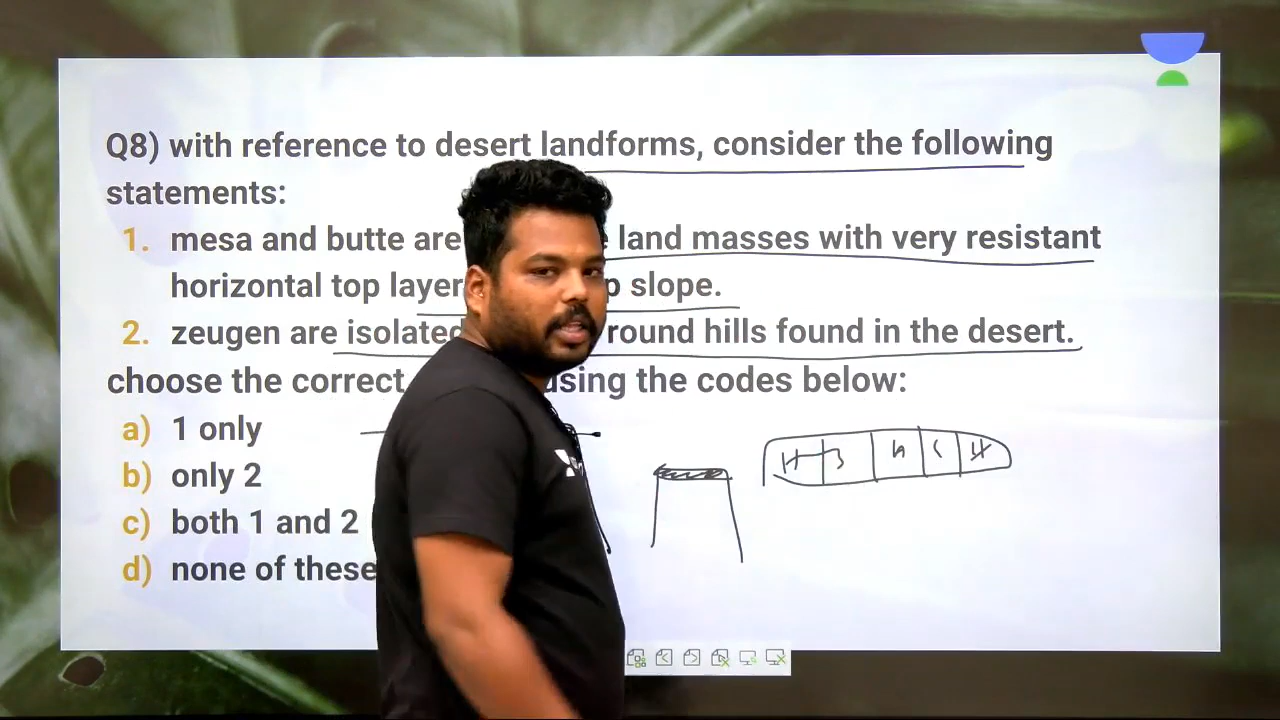 Q8) with reference to desert landforms, consider the following
statements:
1. mesa and butte are land masses with very resistant
horizontal top layer slope.
2. zeugen are isolated round hills found in the desert.
choose the correct using the codes below:
a) 1 only
b) only 2
c) both 1 and 2
d) none of these
H B